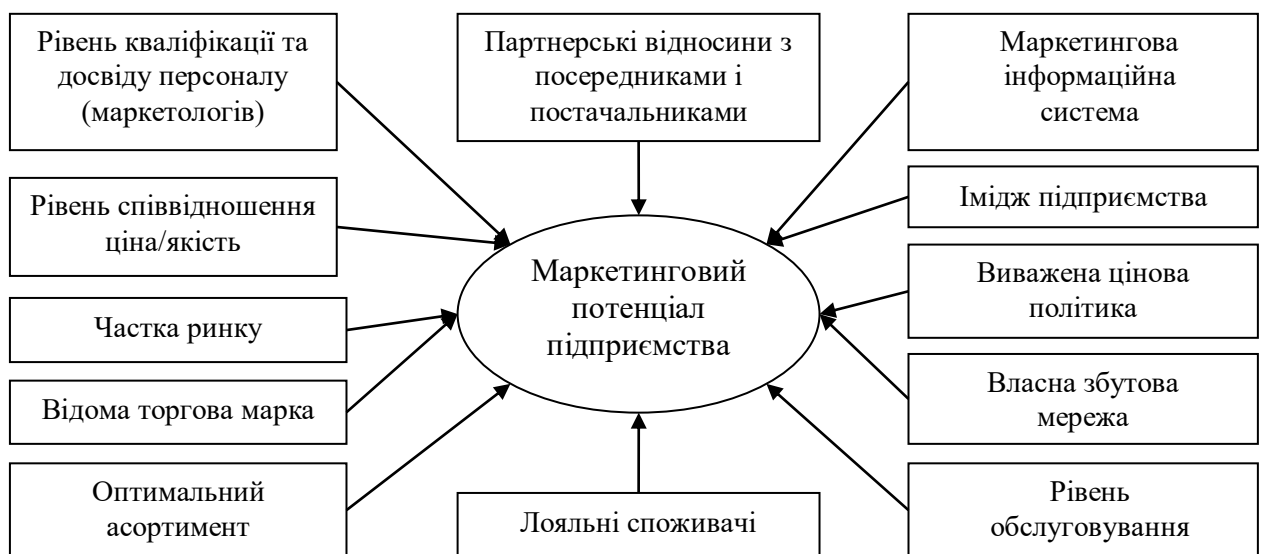 Рівень кваліфікації та
досвіду персоналу
(маркетологів)
Партнерські відносини з
посередниками і
постачальниками
Маркетингова
інформаційна
система
Рівень співвідношення
ціна/якість
Імідж підприємства
Маркетинговий
потенціал
підприємства
Виважена цінова
політика
Частка ринку
Відома торгова марка
Власна збутова
мережа
Оптимальний
асортимент
Лояльні споживачі
Рівень
обслуговування